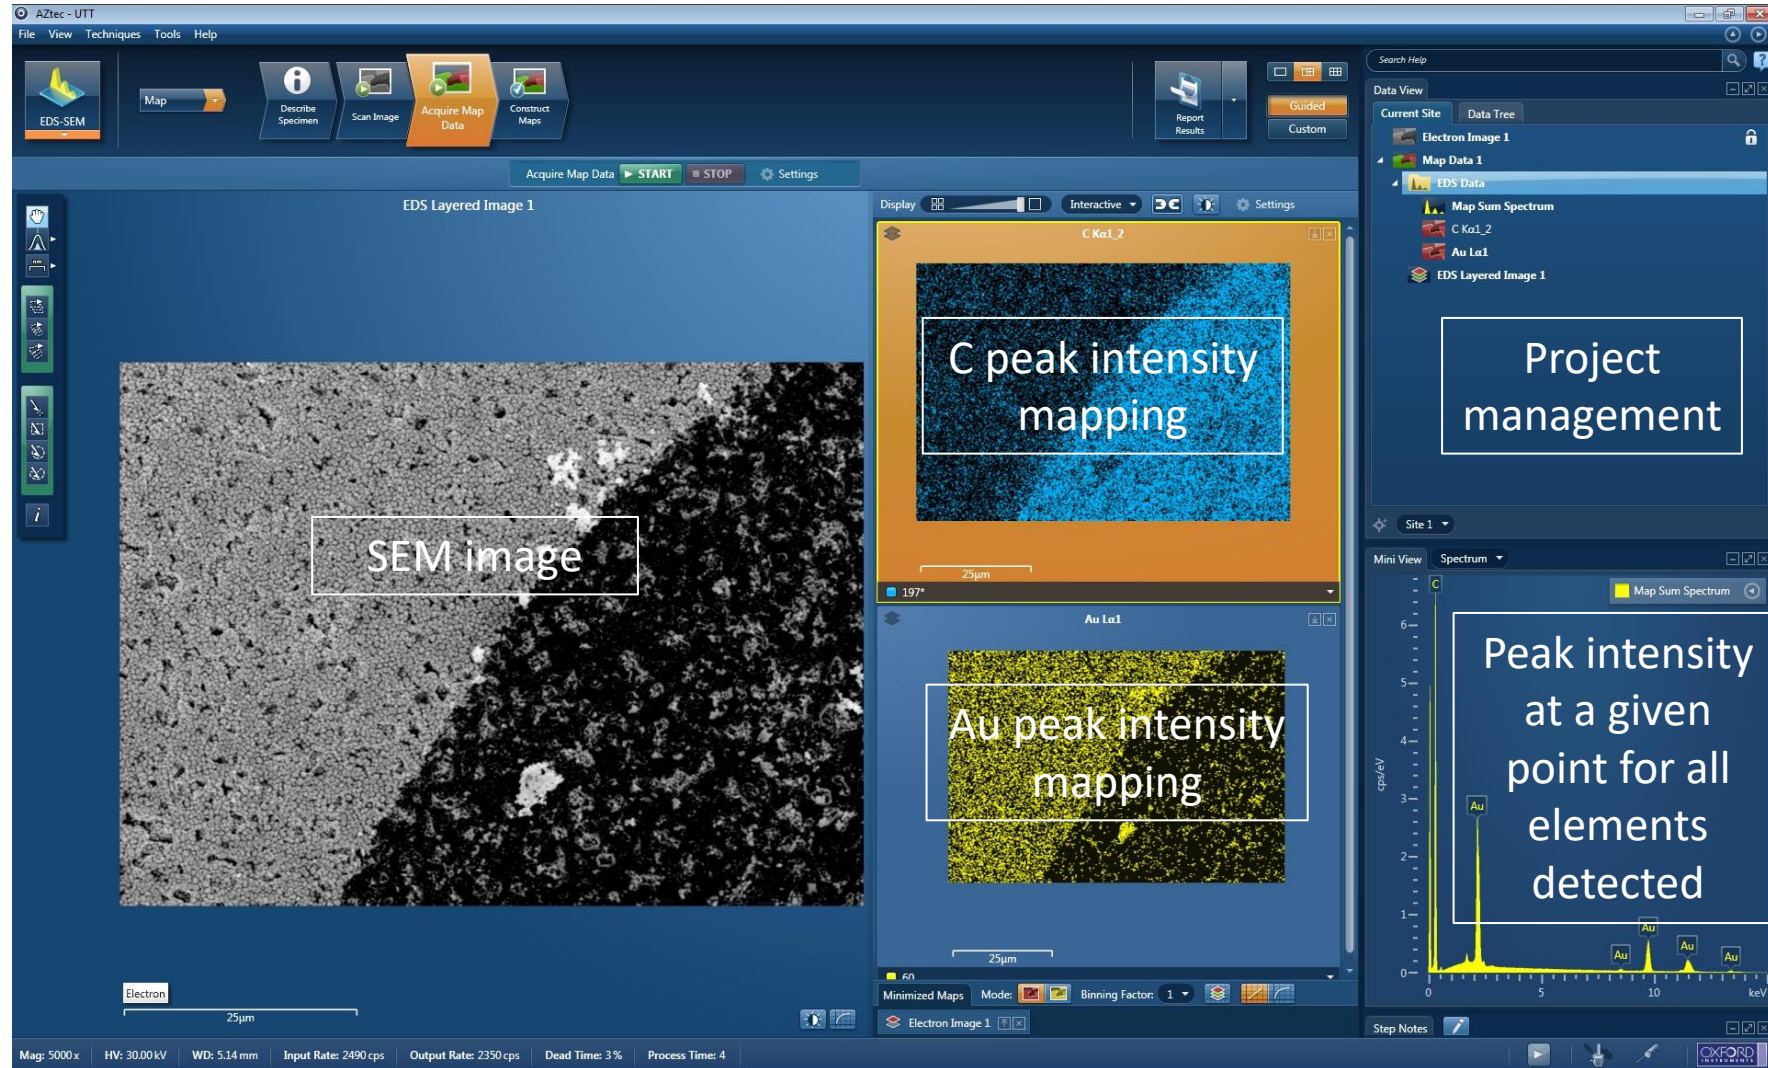 AZtec - UTT
File View Techniques Tools Help
EDS-SEM
Map
Describe
Specimen
Scan Image
Acquire Map
Data
Construct
Maps
Report
Results
Guided
Custom
Acquire Map Data START STOP Settings
EDS Layered Image 1
SEM image
Electron
25µm
Display Interactive Settings
C Kα1_2
C peak intensity
mapping
25µm
197*
Au Lα1
Au peak intensity
mapping
25µm
60
Minimized Maps Mode: Binning Factor: 1
Electron Image 1
Search Help
Data View
Current Site Data Tree
Electron Image 1
Map Data 1
EDS Data
Map Sum Spectrum
C Kα1_2
Au Lα1
EDS Layered Image 1
Project
management
Site 1
Mini View Spectrum
C
Map Sum Spectrum
Peak intensity
at a given
point for all
elements
detected
cps/eV
6
5
4
3
2
1
0
Au
Au
Au
Au
Au
0 5 10 keV
Step Notes
Mag: 5000 x HV: 30.00 kV WD: 5.14 mm Input Rate: 2490 cps Output Rate: 2350 cps Dead Time: 3 % Process Time: 4
OXFORD
INSTRUMENTS